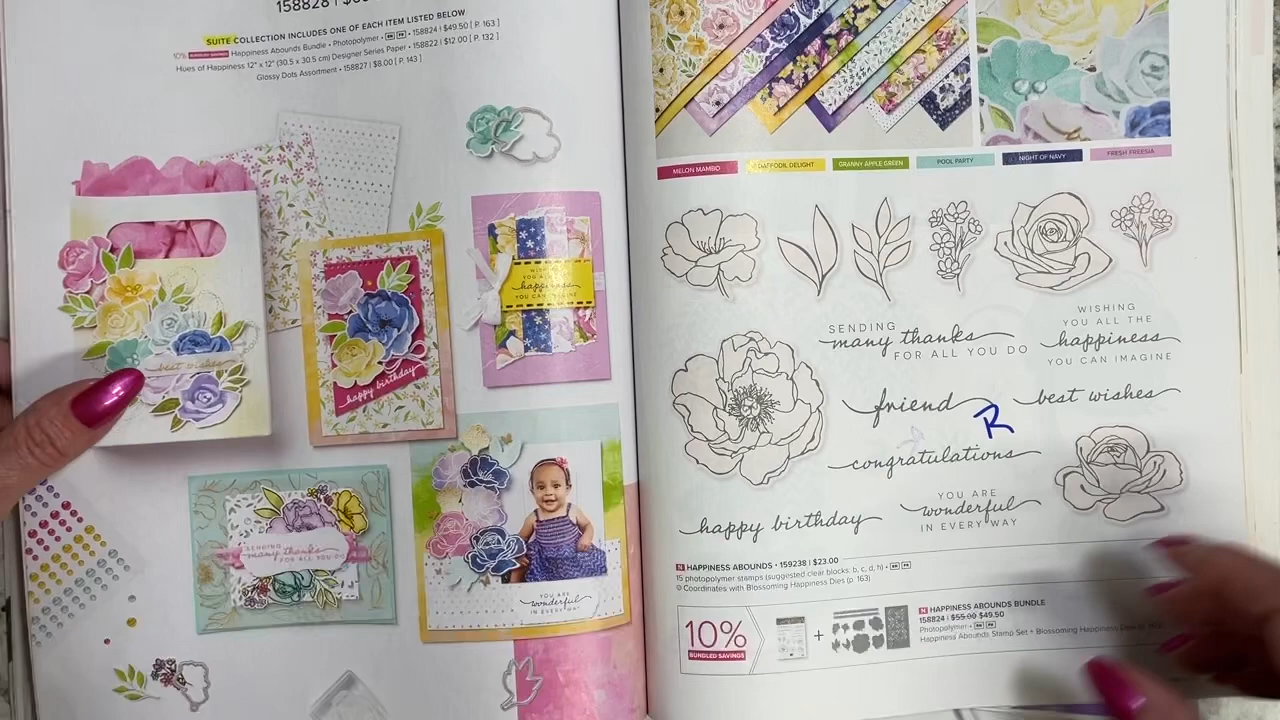 158828 |
SUITE COLLECTION INCLUDES ONE OF EACH ITEM LISTED BELOW
10% Happiness Abounds Bundle • Photopolymer • 158824 | $49.50 [ P. 163 ]
Hues of Happiness 12" x 12" (30.5 x 30.5 cm) Designer Series Paper • 158822 | $12.00 [ P. 132 ]
Glossy Dots Assortment • 158827 | $8.00 [ P. 143 ]
best wishes
happy birthday
WISHING
YOU ALL THE
happiness
YOU CAN IMAGINE
SENDING
many thanks
FOR ALL YOU DO
YOU ARE
wonderful
IN EVERY WAY
MELON MAMBO
DAFFODIL DELIGHT
GRANNY APPLE GREEN
POOL PARTY
NIGHT OF NAVY
FRESH FREESIA
SENDING
many thanks
FOR ALL YOU DO
WISHING
YOU ALL THE
happiness
YOU CAN IMAGINE
friend
R
best wishes
congratulations
happy birthday
YOU ARE
wonderful
IN EVERY WAY
N HAPPINESS ABOUNDS • 159238 | $23.00
15 photopolymer stamps (suggested clear blocks: b, c, d, h) •
Coordinates with Blossoming Happiness Dies (p. 163)
10%
BUNDLED SAVINGS
+
N HAPPINESS ABOUNDS BUNDLE
158824 | $55.00 $49.50
Photopolymer •
Happiness Abounds Stamp Set + Blossoming Happiness